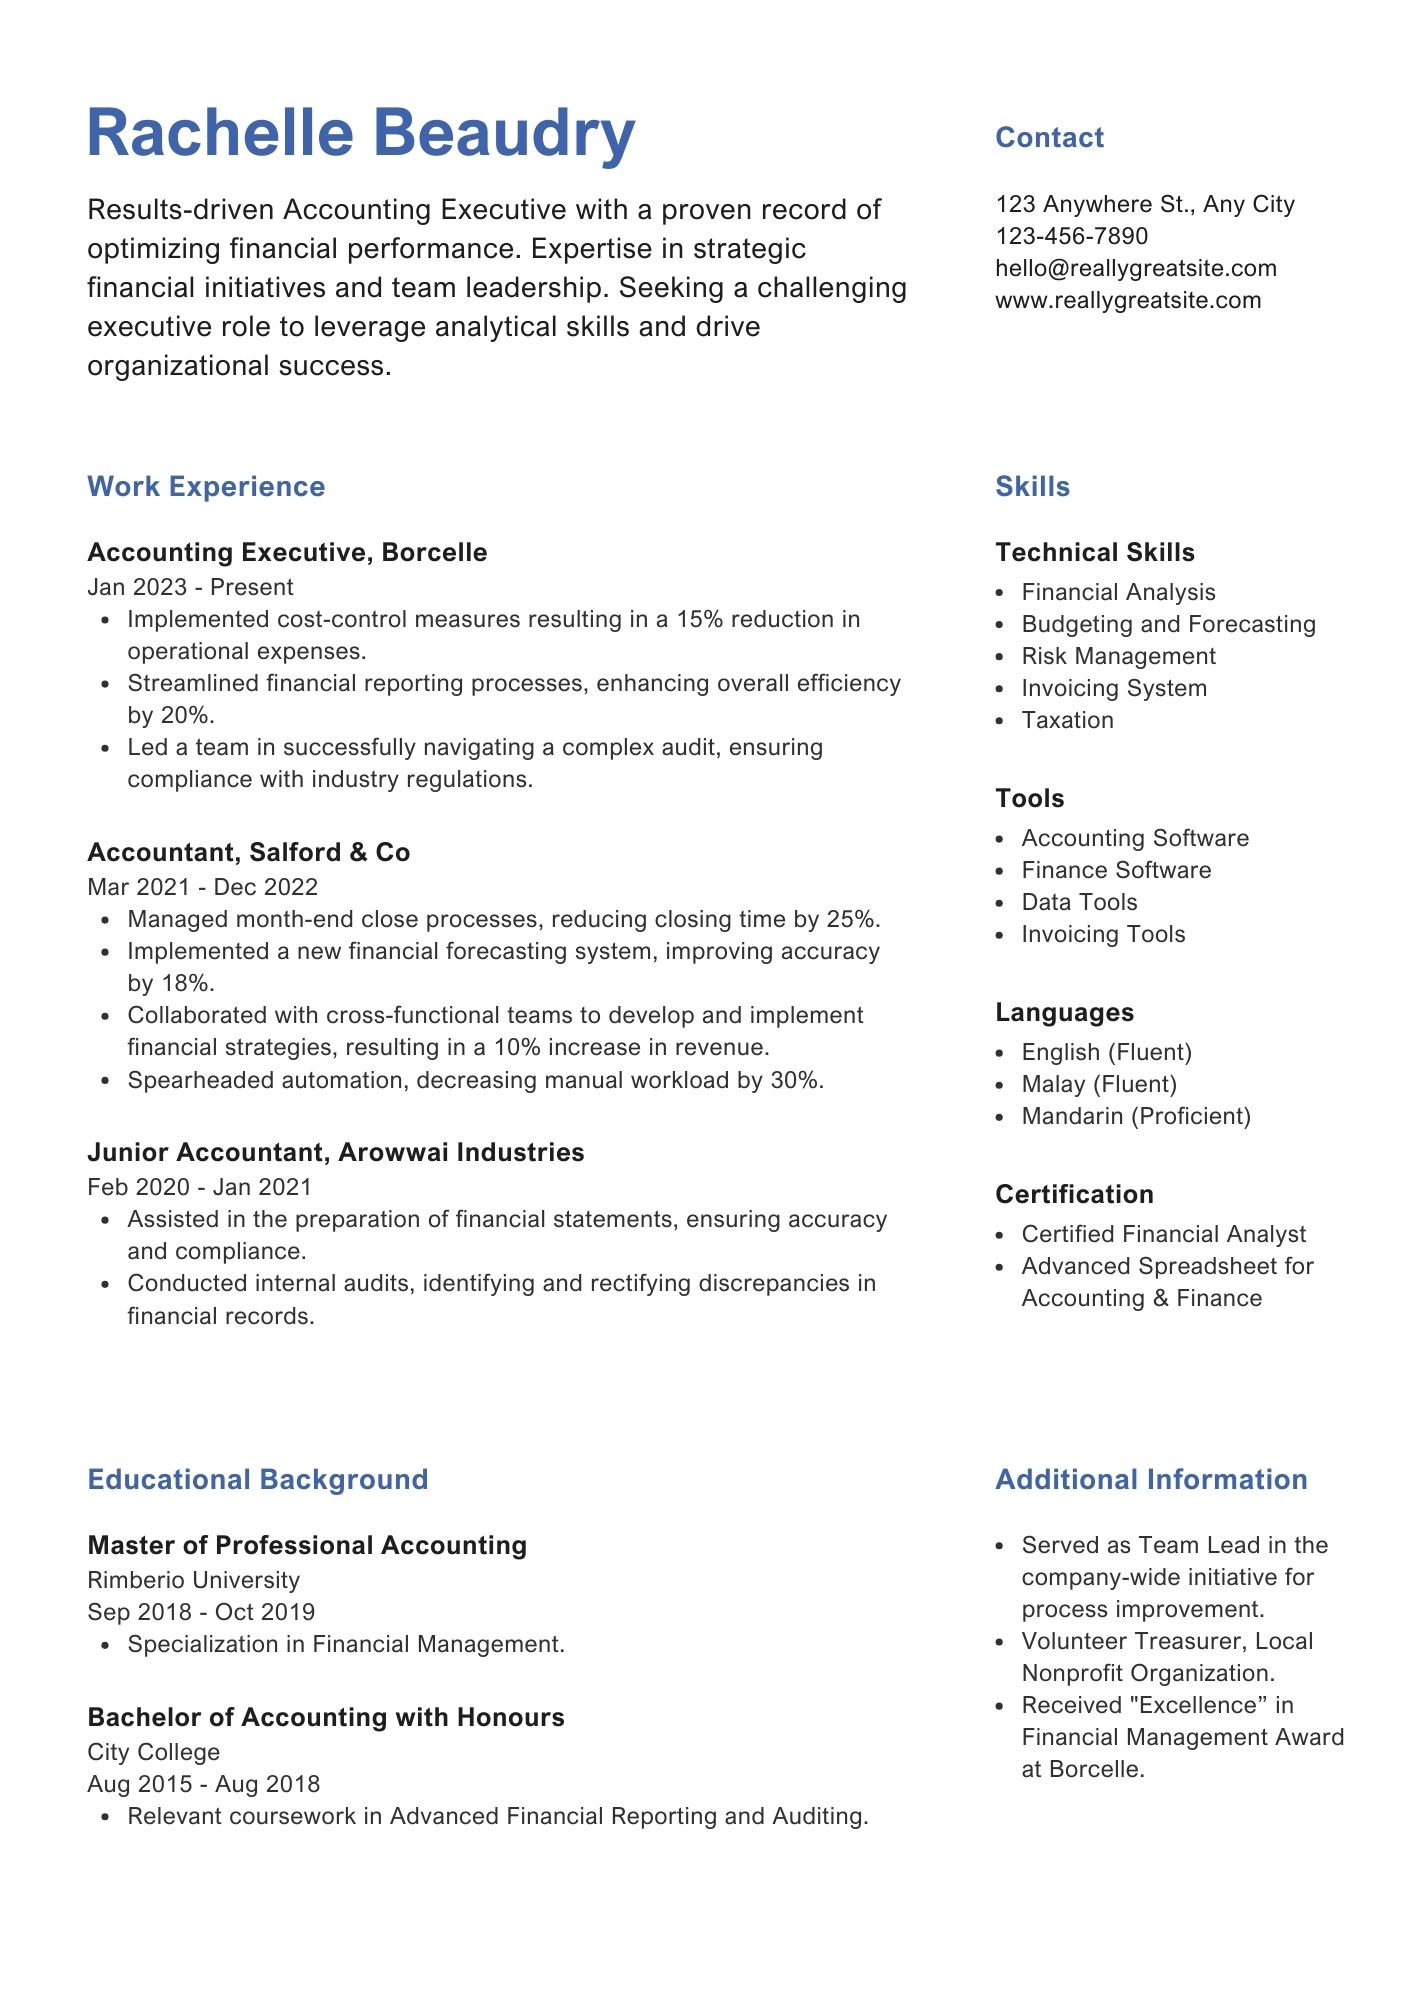 Rachelle Beaudry
Results-driven Accounting Executive with a proven record of
optimizing financial performance. Expertise in strategic
financial initiatives and team leadership. Seeking a challenging
executive role to leverage analytical skills and drive
organizational success.
Contact
123 Anywhere St., Any City
123-456-7890
hello@reallygreatsite.com
www.reallygreatsite.com
Work Experience
Accounting Executive, Borcelle
Jan 2023 - Present
• Implemented cost-control measures resulting in a 15% reduction in
operational expenses.
• Streamlined financial reporting processes, enhancing overall efficiency
by 20%.
• Led a team in successfully navigating a complex audit, ensuring
compliance with industry regulations.
Accountant, Salford & Co
Mar 2021 - Dec 2022
• Managed month-end close processes, reducing closing time by 25%.
• Implemented a new financial forecasting system, improving accuracy
by 18%.
• Collaborated with cross-functional teams to develop and implement
financial strategies, resulting in a 10% increase in revenue.
• Spearheaded automation, decreasing manual workload by 30%.
Junior Accountant, Arowwai Industries
Feb 2020 - Jan 2021
• Assisted in the preparation of financial statements, ensuring accuracy
and compliance.
• Conducted internal audits, identifying and rectifying discrepancies in
financial records.
Skills
Technical Skills
• Financial Analysis
• Budgeting and Forecasting
• Risk Management
• Invoicing System
• Taxation
Tools
• Accounting Software
• Finance Software
• Data Tools
• Invoicing Tools
Languages
• English (Fluent)
• Malay (Fluent)
• Mandarin (Proficient)
Certification
• Certified Financial Analyst
• Advanced Spreadsheet for
Accounting & Finance
Educational Background
Master of Professional Accounting
Rimberio University
Sep 2018 - Oct 2019
• Specialization in Financial Management.
Bachelor of Accounting with Honours
City College
Aug 2015 - Aug 2018
• Relevant coursework in Advanced Financial Reporting and Auditing.
Additional Information
• Served as Team Lead in the
company-wide initiative for
process improvement.
• Volunteer Treasurer, Local
Nonprofit Organization.
• Received "Excellence” in
Financial Management Award
at Borcelle.